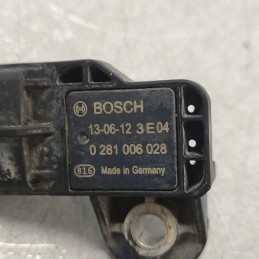 BOSCH
13-06-12 3E04
0 281 006 028
816 Made in Germany